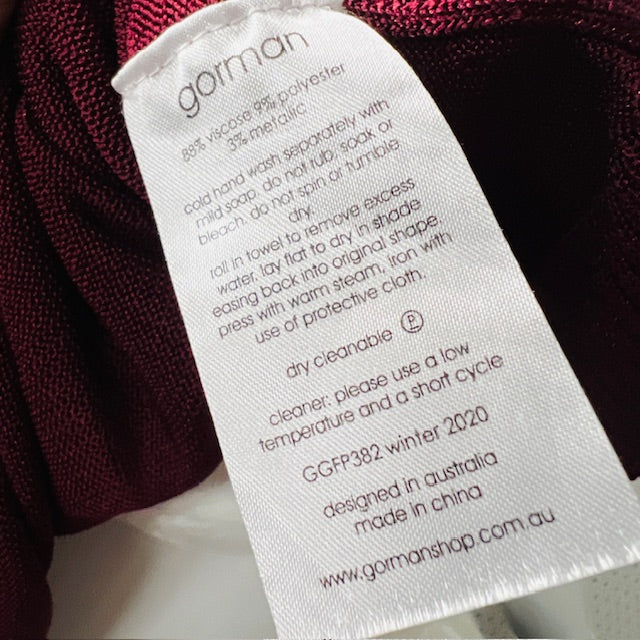 gorman
88% viscose 9% polyester
3% metallic
cold hand wash separately with
mild soap. do not rub, soak or
bleach. do not spin or tumble
dry.
roll in towel to remove excess
water. lay flat to dry in shade
easing back into original shape.
press with warm steam. iron with
use of protective cloth.
dry cleanable Ⓟ
cleaner: please use a low
temperature and a short cycle
GGFP382 winter 2020
designed in australia
made in china
www.gormanshop.com.au